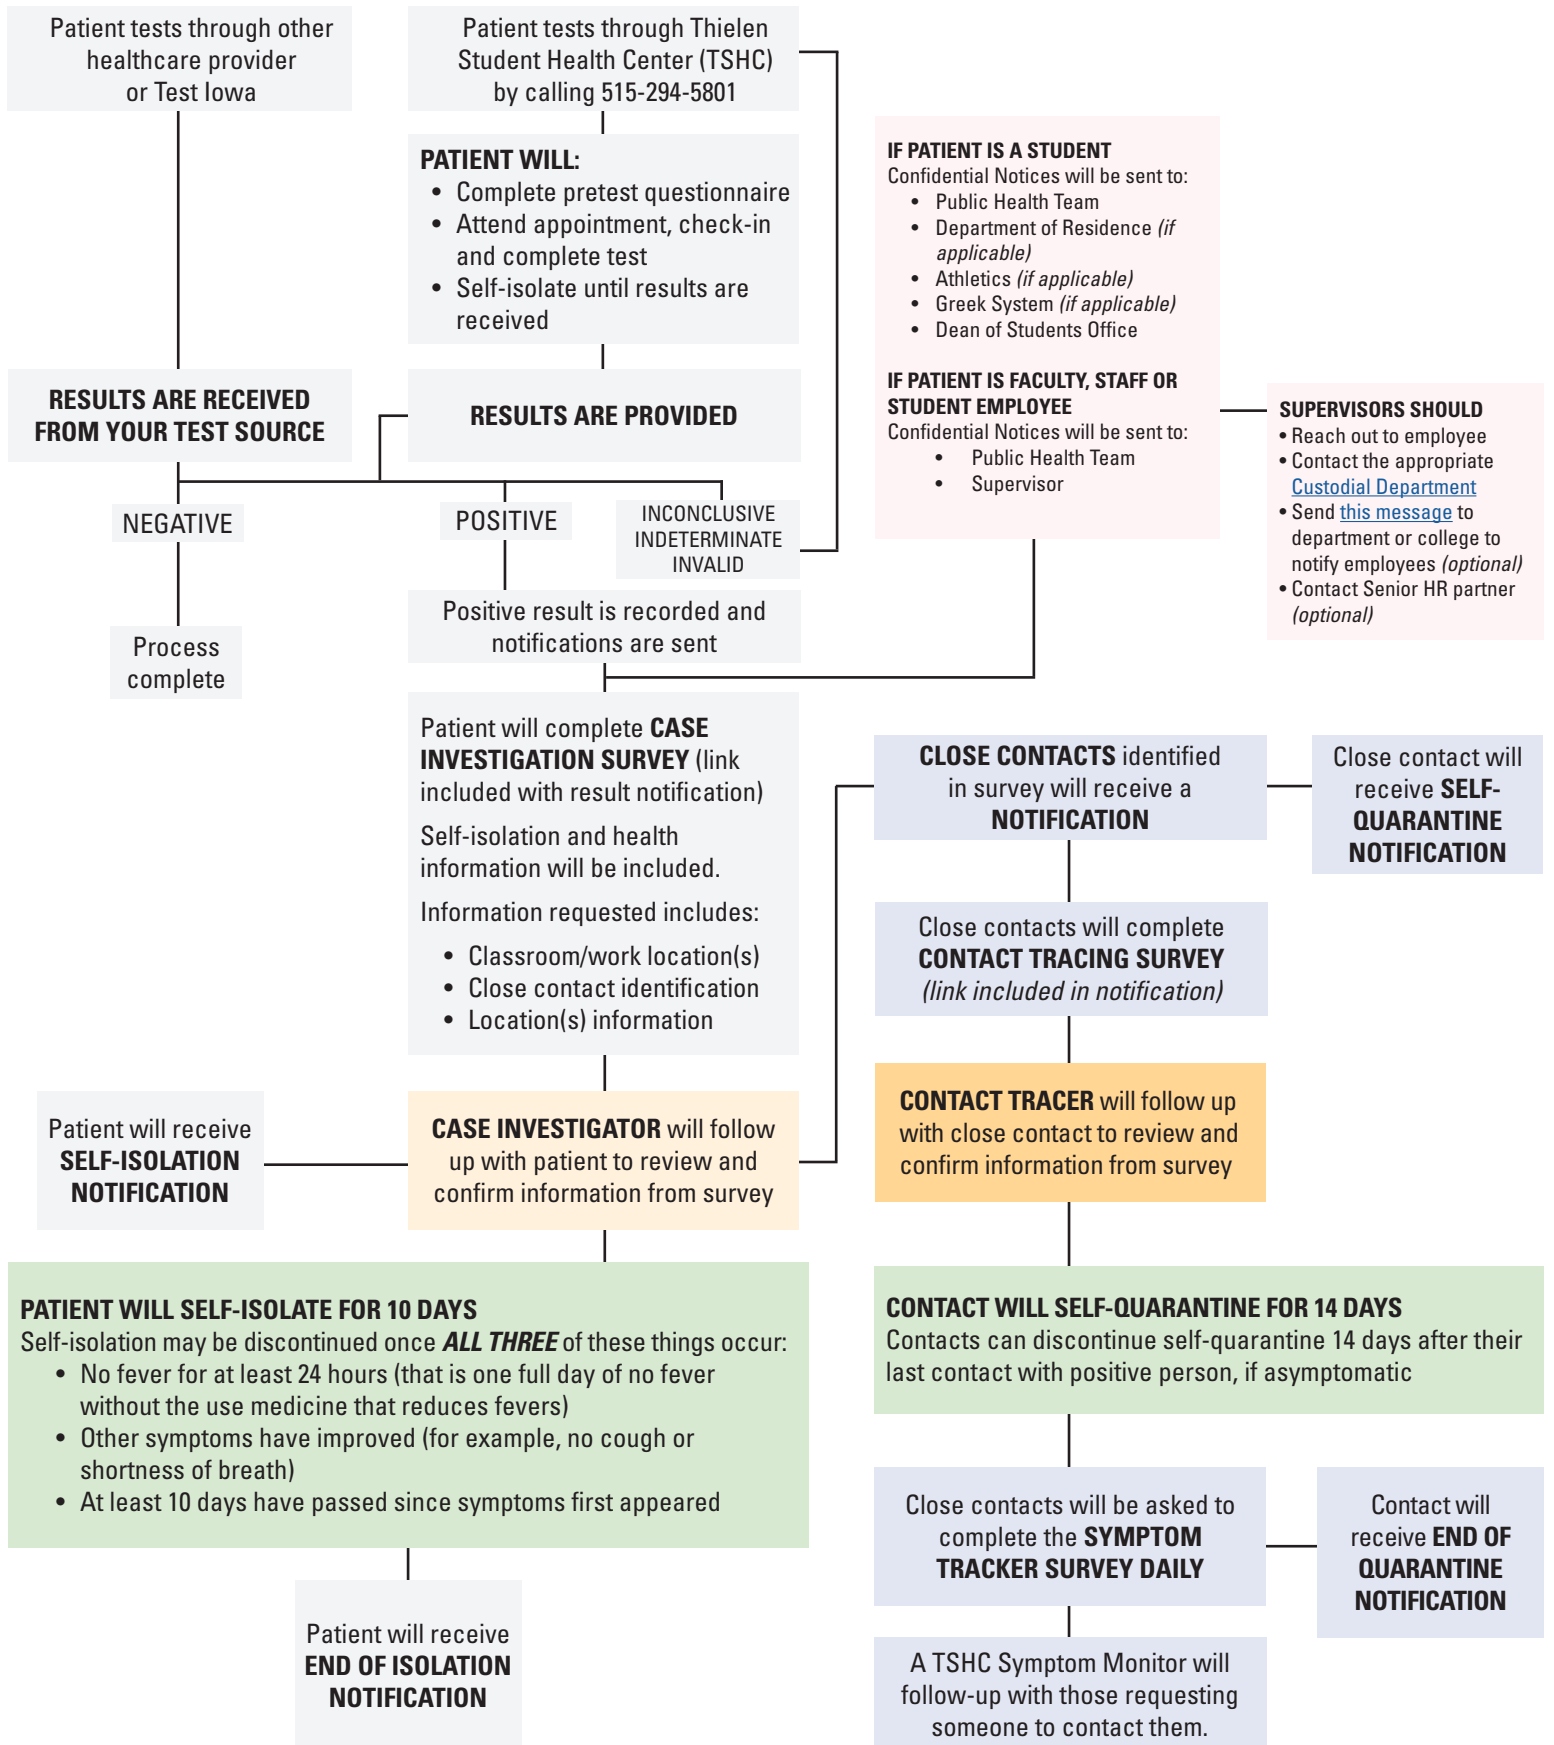 Patient tests through other
healthcare provider
or Test Iowa
Patient tests through Thielen
Student Health Center (TSHC)
by calling 515-294-5801
PATIENT WILL:
• Complete pretest questionnaire
• Attend appointment, check-in
and complete test
• Self-isolate until results are
received
IF PATIENT IS A STUDENT
Confidential Notices will be sent to:
• Public Health Team
• Department of Residence (if
applicable)
• Athletics (if applicable)
• Greek System (if applicable)
• Dean of Students Office
IF PATIENT IS FACULTY, STAFF OR
STUDENT EMPLOYEE
Confidential Notices will be sent to:
• Public Health Team
• Supervisor
SUPERVISORS SHOULD
• Reach out to employee
• Contact the appropriate
Custodial Department
• Send this message to
department or college to
notify employees (optional)
• Contact Senior HR partner
(optional)
RESULTS ARE RECEIVED
FROM YOUR TEST SOURCE
RESULTS ARE PROVIDED
NEGATIVE
POSITIVE
INCONCLUSIVE
INDETERMINATE
INVALID
Process
complete
Positive result is recorded and
notifications are sent
Patient will complete CASE
INVESTIGATION SURVEY (link
included with result notification)
Self-isolation and health
information will be included.
Information requested includes:
• Classroom/work location(s)
• Close contact identification
• Location(s) information
CLOSE CONTACTS identified
in survey will receive a
NOTIFICATION
Close contact will
receive SELF-
QUARANTINE
NOTIFICATION
Close contacts will complete
CONTACT TRACING SURVEY
(link included in notification)
Patient will receive
SELF-ISOLATION
NOTIFICATION
CASE INVESTIGATOR will follow
up with patient to review and
confirm information from survey
CONTACT TRACER will follow up
with close contact to review and
confirm information from survey
PATIENT WILL SELF-ISOLATE FOR 10 DAYS
Self-isolation may be discontinued once ALL THREE of these things occur:
• No fever for at least 24 hours (that is one full day of no fever
without the use medicine that reduces fevers)
• Other symptoms have improved (for example, no cough or
shortness of breath)
• At least 10 days have passed since symptoms first appeared
CONTACT WILL SELF-QUARANTINE FOR 14 DAYS
Contacts can discontinue self-quarantine 14 days after their
last contact with positive person, if asymptomatic
Close contacts will be asked to
complete the SYMPTOM
TRACKER SURVEY DAILY
Contact will
receive END OF
QUARANTINE
NOTIFICATION
Patient will receive
END OF ISOLATION
NOTIFICATION
A TSHC Symptom Monitor will
follow-up with those requesting
someone to contact them.